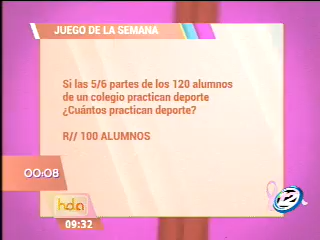 JUEGO DE LA SEMANA
Si las 5/6 partes de los 120 alumnos
de un colegio practican deporte
¿Cuántos practican deporte?
R// 100 ALUMNOS
00:08
hda
09:32
12